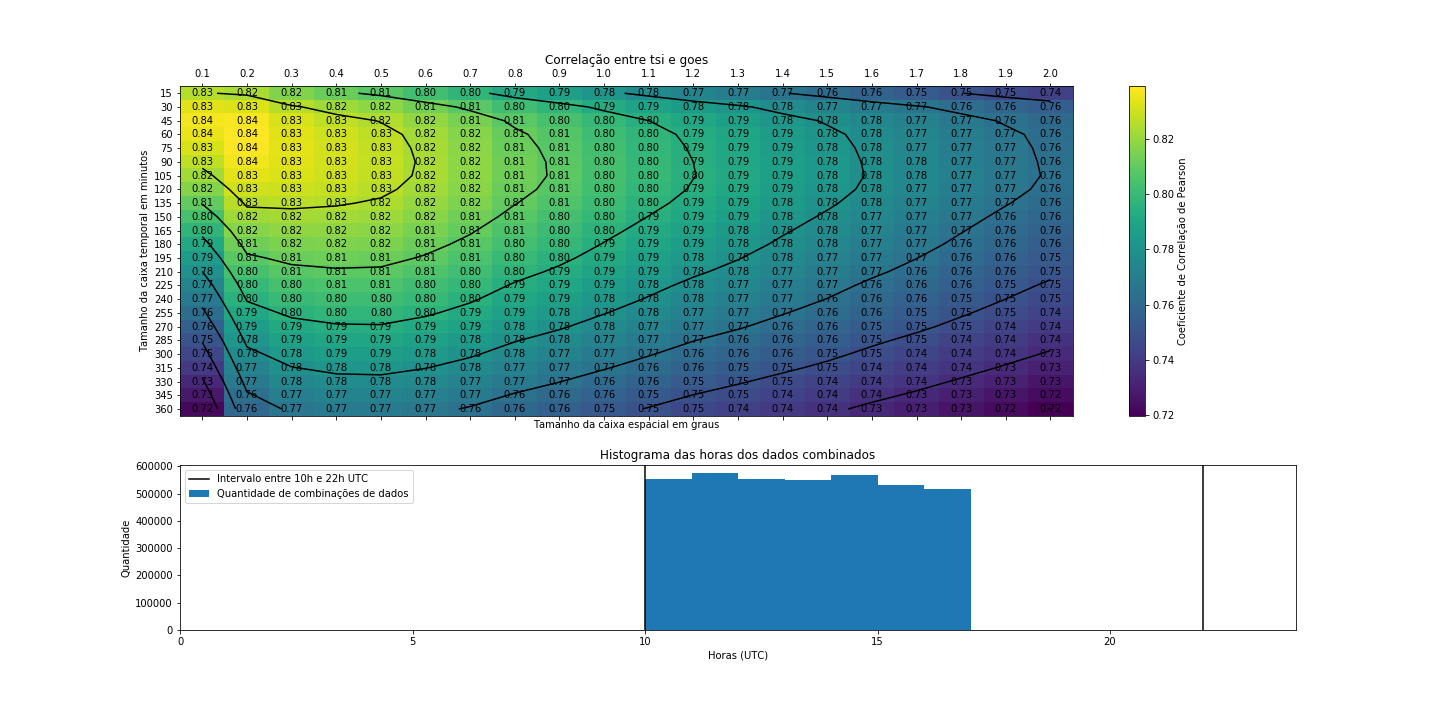 Correlação entre tsi e goes
0.1 0.2 0.3 0.4 0.5 0.6 0.7 0.8 0.9 1.0 1.1 1.2 1.3 1.4 1.5 1.6 1.7 1.8 1.9 2.0
15 0.83 0.82 0.82 0.81 0.81 0.80 0.80 0.79 0.79 0.78 0.78 0.77 0.77 0.77 0.76 0.76 0.75 0.75 0.75 0.74
30 0.83 0.83 0.83 0.82 0.82 0.81 0.81 0.80 0.80 0.80 0.79 0.78 0.78 0.78 0.77 0.77 0.77 0.76 0.76 0.76
45 0.84 0.84 0.83 0.83 0.82 0.82 0.81 0.81 0.80 0.80 0.80 0.79 0.79 0.78 0.78 0.78 0.77 0.77 0.76 0.76
60 0.84 0.84 0.83 0.83 0.83 0.82 0.82 0.81 0.81 0.80 0.80 0.79 0.79 0.79 0.78 0.78 0.77 0.77 0.77 0.76
75 0.83 0.84 0.83 0.83 0.83 0.82 0.82 0.81 0.81 0.80 0.80 0.79 0.79 0.79 0.78 0.78 0.78 0.77 0.77 0.76
90 0.83 0.84 0.83 0.83 0.83 0.82 0.82 0.81 0.81 0.80 0.80 0.79 0.79 0.79 0.78 0.78 0.78 0.77 0.77 0.76
105 0.82 0.83 0.83 0.83 0.83 0.82 0.82 0.81 0.81 0.80 0.80 0.80 0.79 0.79 0.78 0.78 0.78 0.77 0.77 0.76
120 0.82 0.83 0.83 0.83 0.83 0.82 0.82 0.81 0.81 0.80 0.80 0.79 0.79 0.79 0.78 0.78 0.77 0.77 0.77 0.76
135 0.81 0.83 0.83 0.83 0.82 0.82 0.82 0.81 0.81 0.80 0.80 0.79 0.79 0.78 0.78 0.78 0.77 0.77 0.77 0.76
150 0.80 0.82 0.82 0.82 0.82 0.82 0.81 0.81 0.80 0.80 0.79 0.79 0.79 0.78 0.78 0.77 0.77 0.77 0.76 0.76
165 0.80 0.82 0.82 0.82 0.82 0.81 0.81 0.81 0.80 0.80 0.79 0.79 0.78 0.78 0.78 0.77 0.77 0.77 0.76 0.76
180 0.79 0.81 0.82 0.82 0.82 0.81 0.81 0.80 0.80 0.79 0.79 0.79 0.78 0.78 0.77 0.77 0.77 0.76 0.76 0.76
195 0.79 0.81 0.81 0.82 0.82 0.81 0.81 0.80 0.80 0.79 0.79 0.78 0.78 0.78 0.77 0.77 0.77 0.76 0.76 0.75
210 0.78 0.80 0.81 0.81 0.81 0.81 0.80 0.80 0.79 0.79 0.79 0.78 0.78 0.77 0.77 0.77 0.76 0.76 0.76 0.75
225 0.77 0.80 0.80 0.81 0.81 0.80 0.80 0.79 0.79 0.79 0.78 0.78 0.77 0.77 0.77 0.76 0.76 0.76 0.75 0.75
240 0.77 0.80 0.80 0.80 0.80 0.80 0.80 0.79 0.79 0.78 0.78 0.78 0.77 0.77 0.76 0.76 0.76 0.75 0.75 0.75
255 0.76 0.79 0.80 0.80 0.80 0.80 0.79 0.79 0.78 0.78 0.78 0.77 0.77 0.76 0.76 0.76 0.75 0.75 0.75 0.74
270 0.76 0.79 0.79 0.79 0.79 0.79 0.79 0.78 0.78 0.78 0.77 0.77 0.77 0.76 0.76 0.75 0.75 0.75 0.74 0.74
285 0.75 0.78 0.79 0.79 0.79 0.79 0.78 0.78 0.78 0.77 0.77 0.77 0.76 0.76 0.75 0.75 0.75 0.74 0.74 0.74
300 0.75 0.78 0.78 0.79 0.79 0.78 0.78 0.78 0.77 0.77 0.77 0.76 0.76 0.76 0.75 0.75 0.74 0.74 0.74 0.73
315 0.74 0.77 0.78 0.78 0.78 0.78 0.78 0.77 0.77 0.77 0.76 0.76 0.76 0.75 0.75 0.74 0.74 0.74 0.73 0.73
330 0.73 0.77 0.78 0.78 0.78 0.78 0.77 0.77 0.77 0.76 0.76 0.75 0.75 0.75 0.74 0.74 0.74 0.73 0.73 0.73
345 0.73 0.76 0.77 0.78 0.78 0.77 0.77 0.76 0.76 0.76 0.75 0.75 0.75 0.74 0.74 0.74 0.73 0.73 0.73 0.72
360 0.72 0.76 0.77 0.77 0.77 0.77 0.76 0.76 0.76 0.75 0.75 0.75 0.74 0.74 0.74 0.73 0.73 0.73 0.72 0.72
Tamanho da caixa temporal em minutos
Tamanho da caixa espacial em graus
0.82
0.80
0.78
0.76
0.74
0.72
Coeficiente de Correlação de Pearson
Histograma das horas dos dados combinados
Intervalo entre 10h e 22h UTC
Quantidade de combinações de dados
600000
500000
400000
300000
200000
100000
0
Quantidade
0 5 10 15 20
Horas (UTC)